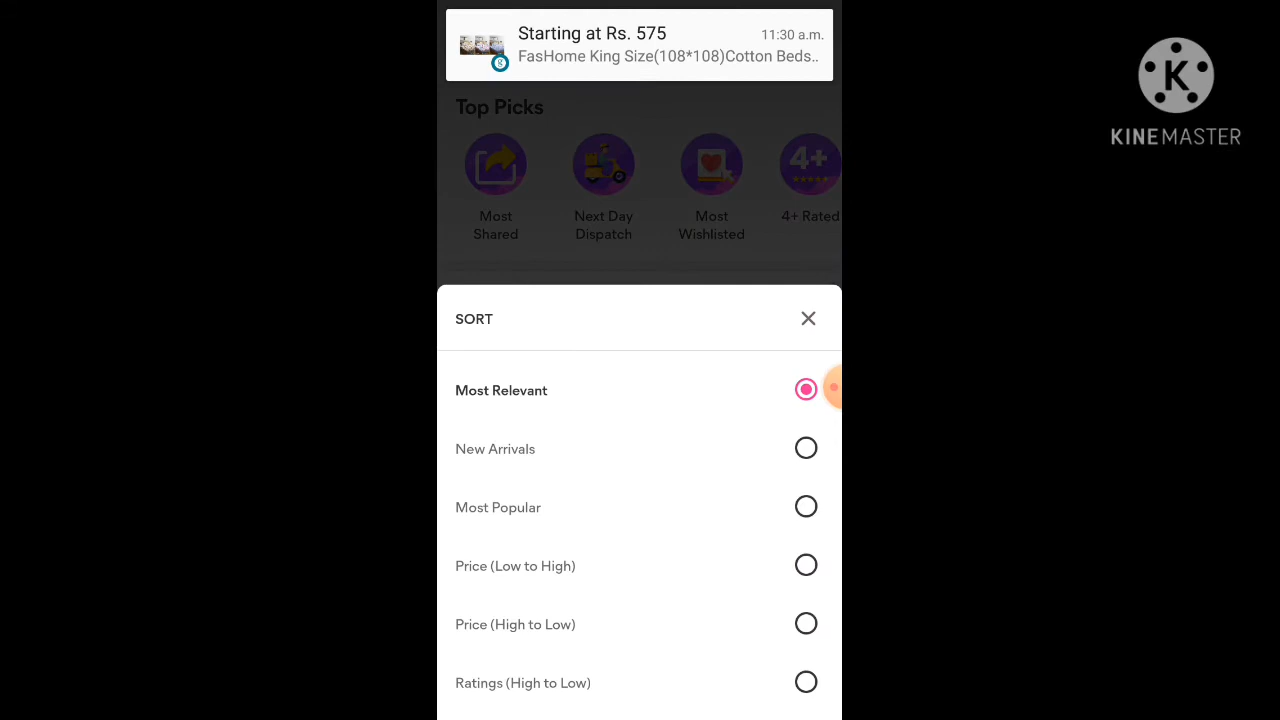 Starting at Rs. 575
11:30 a.m.
FasHome King Size(108*108)Cotton Beds..
Top Picks
4+
Most
Shared
Next Day
Dispatch
Most
Wishlisted
4+ Rated
KINEMASTER
SORT
Most Relevant
New Arrivals
Most Popular
Price (Low to High)
Price (High to Low)
Ratings (High to Low)